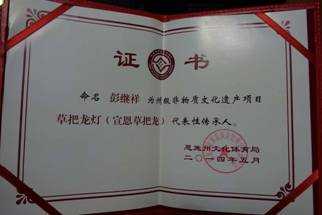 证书
命名 彭继祥 为州级非物质文化遗产项目
草把龙灯（宣恩草把龙）代表性传承人。
恩施州文化体育局
二〇一四年五月